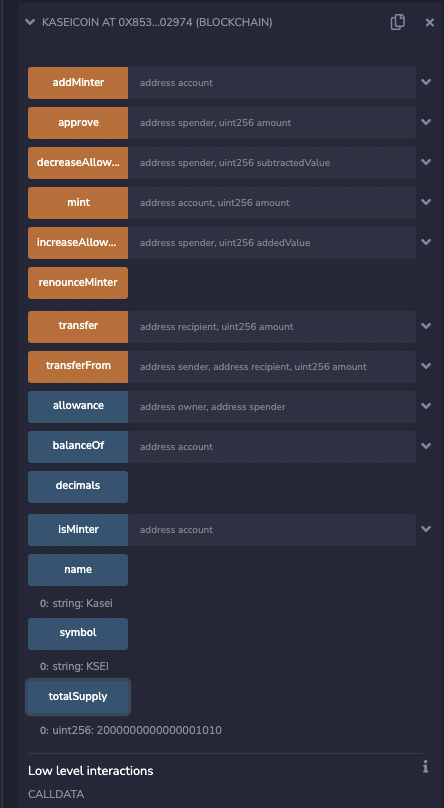 KASEICOIN AT 0X853...02974 (BLOCKCHAIN)
addMinter address account
approve address spender, uint256 amount
decreaseAllow... address spender, uint256 subtractedValue
mint address account, uint256 amount
increaseAllow... address spender, uint256 addedValue
renounceMinter
transfer address recipient, uint256 amount
transferFrom address sender, address recipient, uint256 amount
allowance address owner, address spender
balanceOf address account
decimals
isMinter address account
name
0: string: Kasei
symbol
0: string: KSEI
totalSupply
0: uint256: 2000000000000001010
Low level interactions
CALLDATA